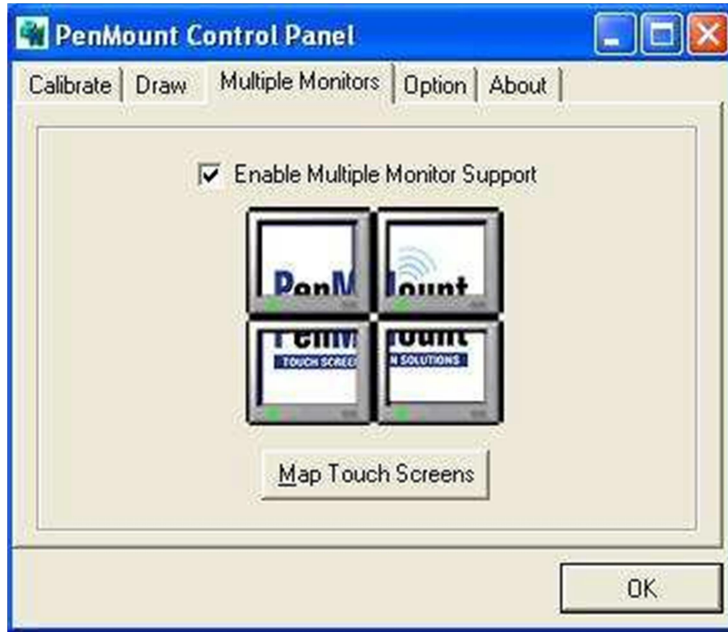 PenMount Control Panel
Calibrate Draw Multiple Monitors Option About
Enable Multiple Monitor Support
PenMount
PenMount
TOUCH SCREEN SOLUTIONS
Map Touch Screens
OK